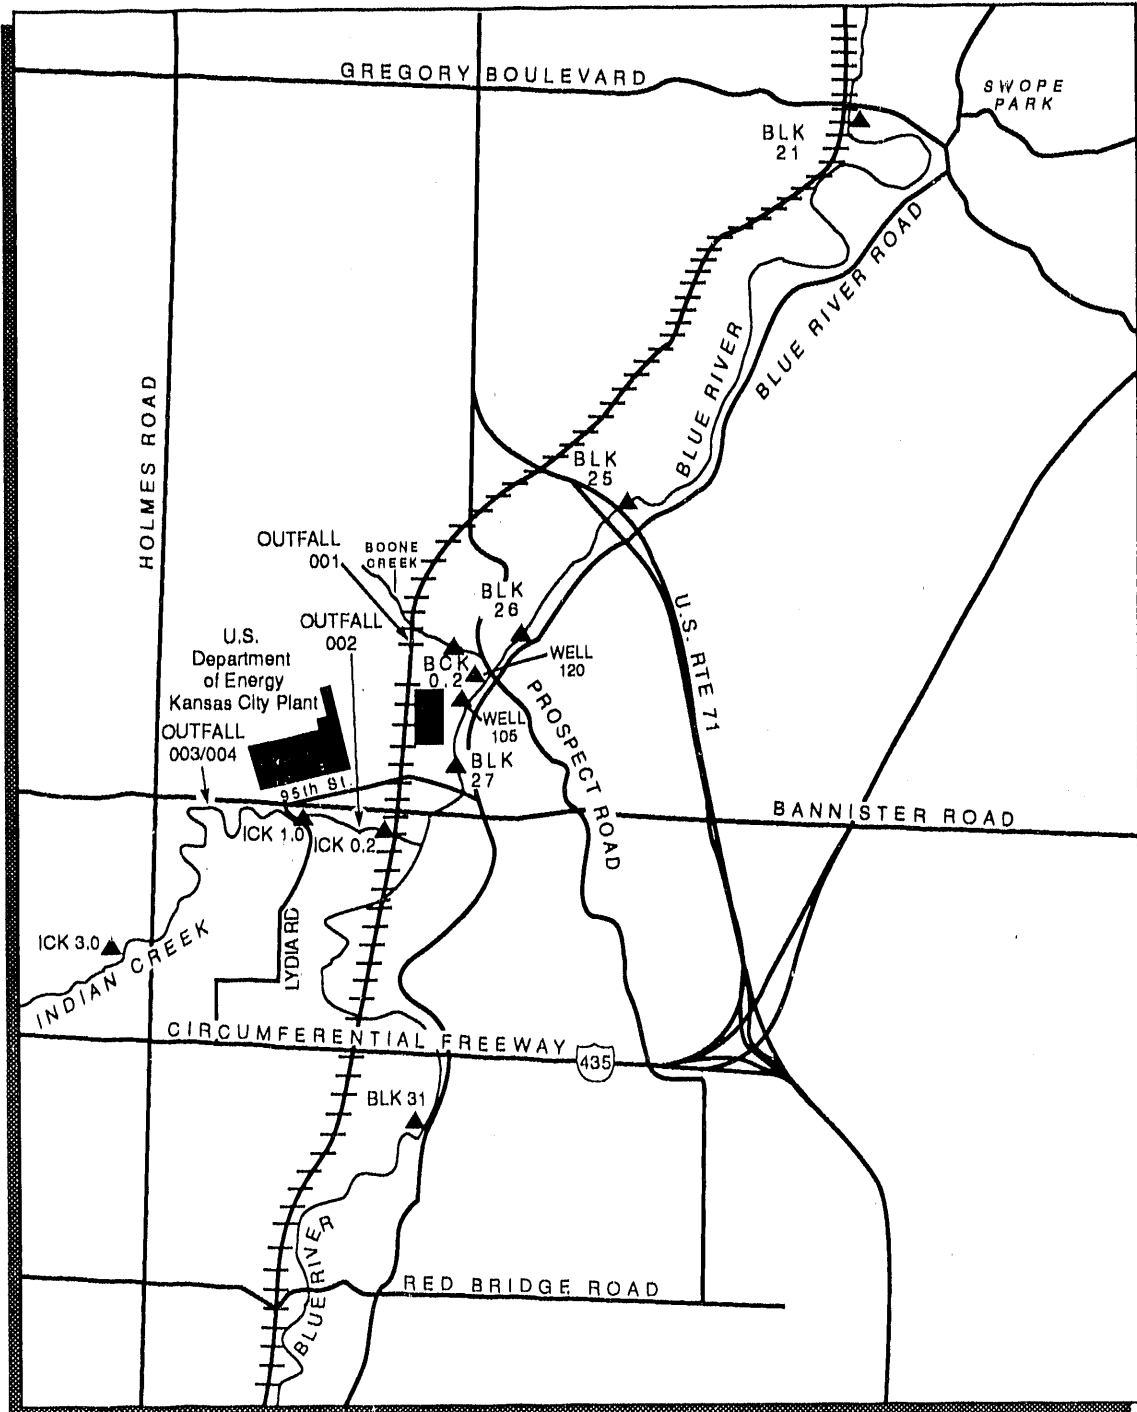 GREGORY BOULEVARD
SWOPE
PARK
BLK
21
BLUE RIVER ROAD
BLUE RIVER
HOLMES ROAD
BLK
25
OUTFALL
001
BOONE
CREEK
BLK
26
OUTFALL
002
U.S.
Department
of Energy
Kansas City Plant
BCK
0.2
WELL
120
U.S. RTE 71
PROSPECT ROAD
WELL
105
OUTFALL
003/004
BLK
27
95th St.
BANNISTER ROAD
ICK 1.0
ICK 0.2
ICK 3.0
INDIAN CREEK
LYDIA RD
CIRCUMFERENTIAL FREEWAY
435
BLK 31
BLUE RIVER
RED BRIDGE ROAD